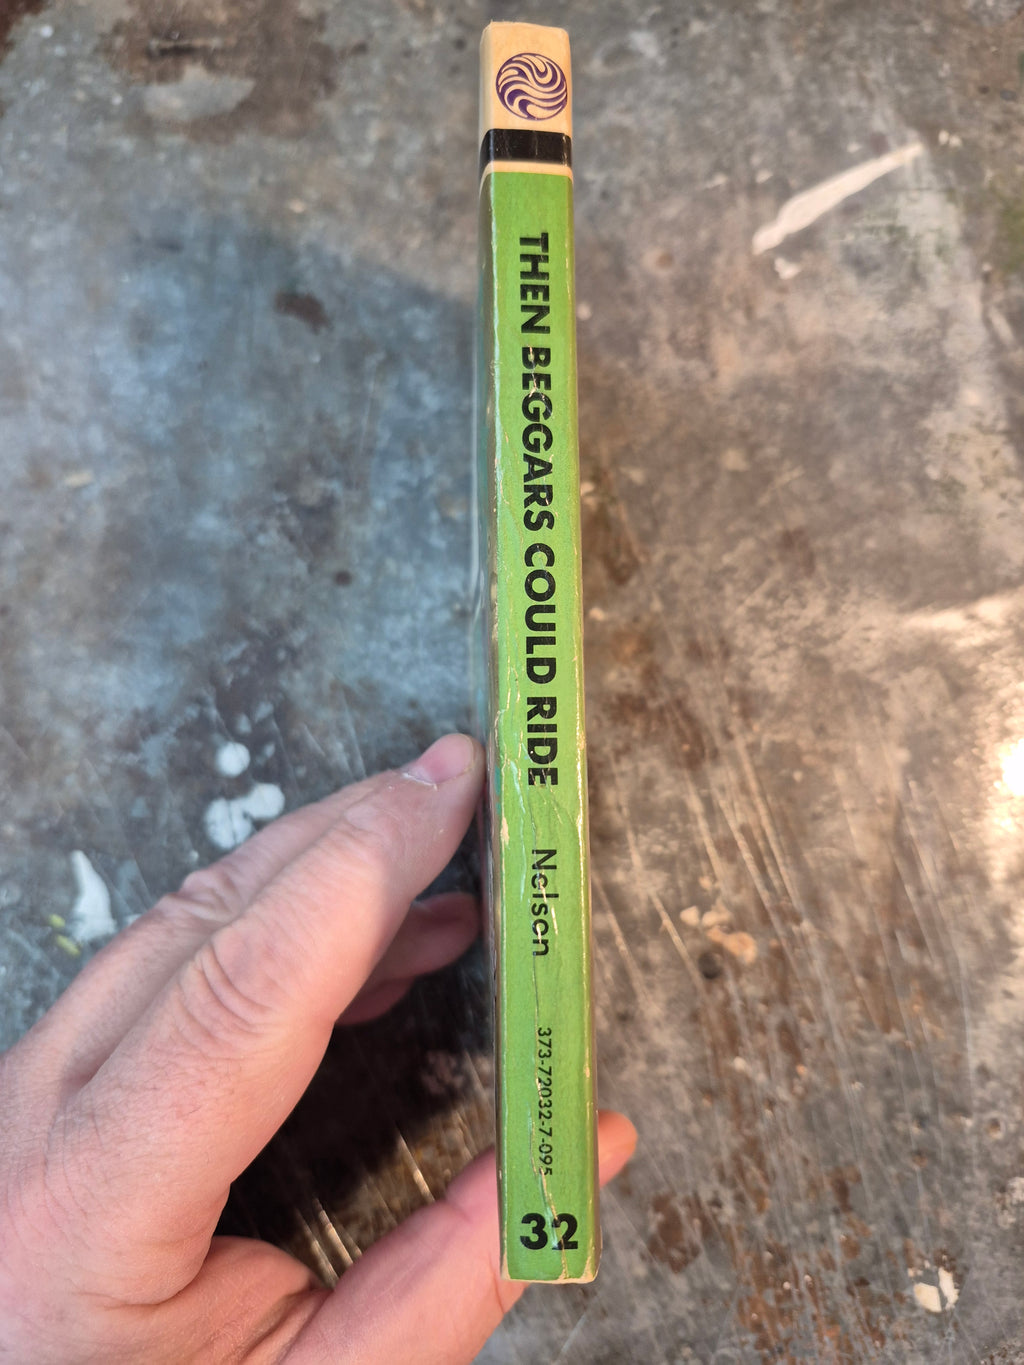 THEN BEGGARS COULD RIDE
Nelson
373-72032-7-095
32